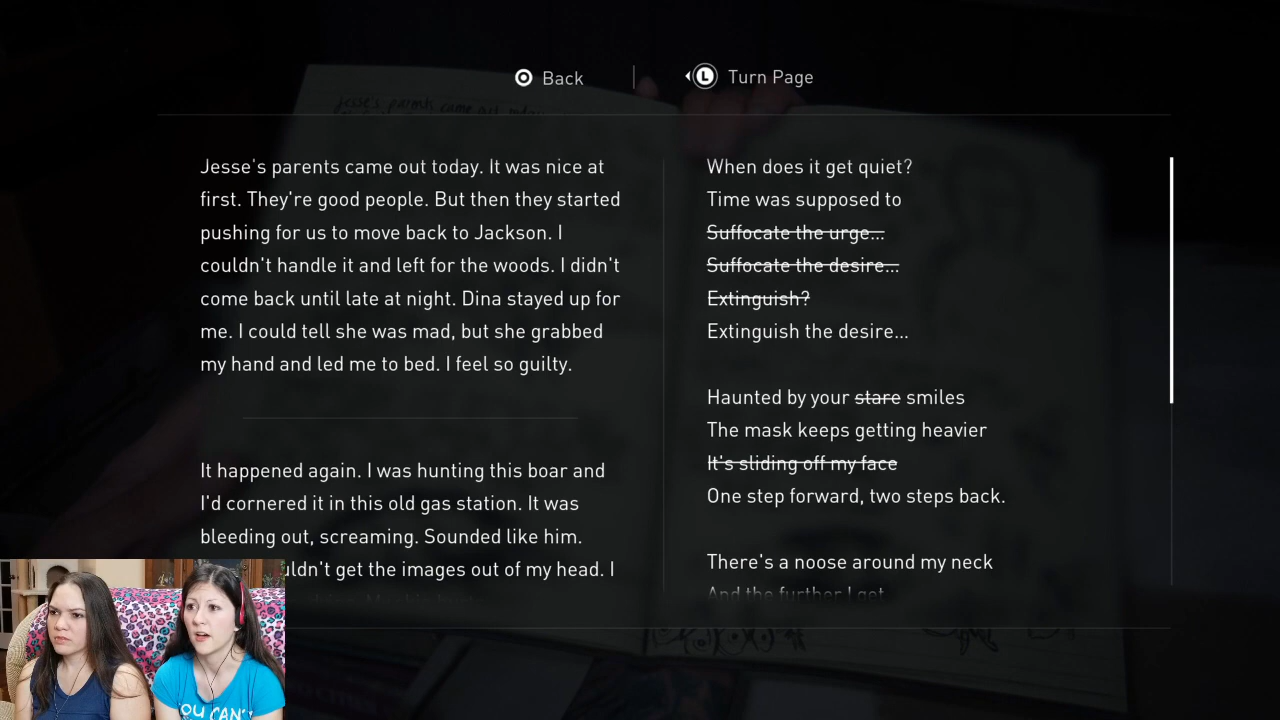 Back
Turn Page
Jesse's parents came out today. It was nice at
first. They're good people. But then they started
pushing for us to move back to Jackson. I
couldn't handle it and left for the woods. I didn't
come back until late at night. Dina stayed up for
me. I could tell she was mad, but she grabbed
my hand and led me to bed. I feel so guilty.
It happened again. I was hunting this boar and
I'd cornered it in this old gas station. It was
bleeding out, screaming. Sounded like him.
get the images out of my head. I
When does it get quiet?
Time was supposed to
Suffocate the urge...
Suffocate the desire...
Extinguish?
Extinguish the desire...
Haunted by your stare smiles
The mask keeps getting heavier
It's sliding off my face
One step forward, two steps back.
There's a noose around my neck
And the further I get
YOU CAN'T